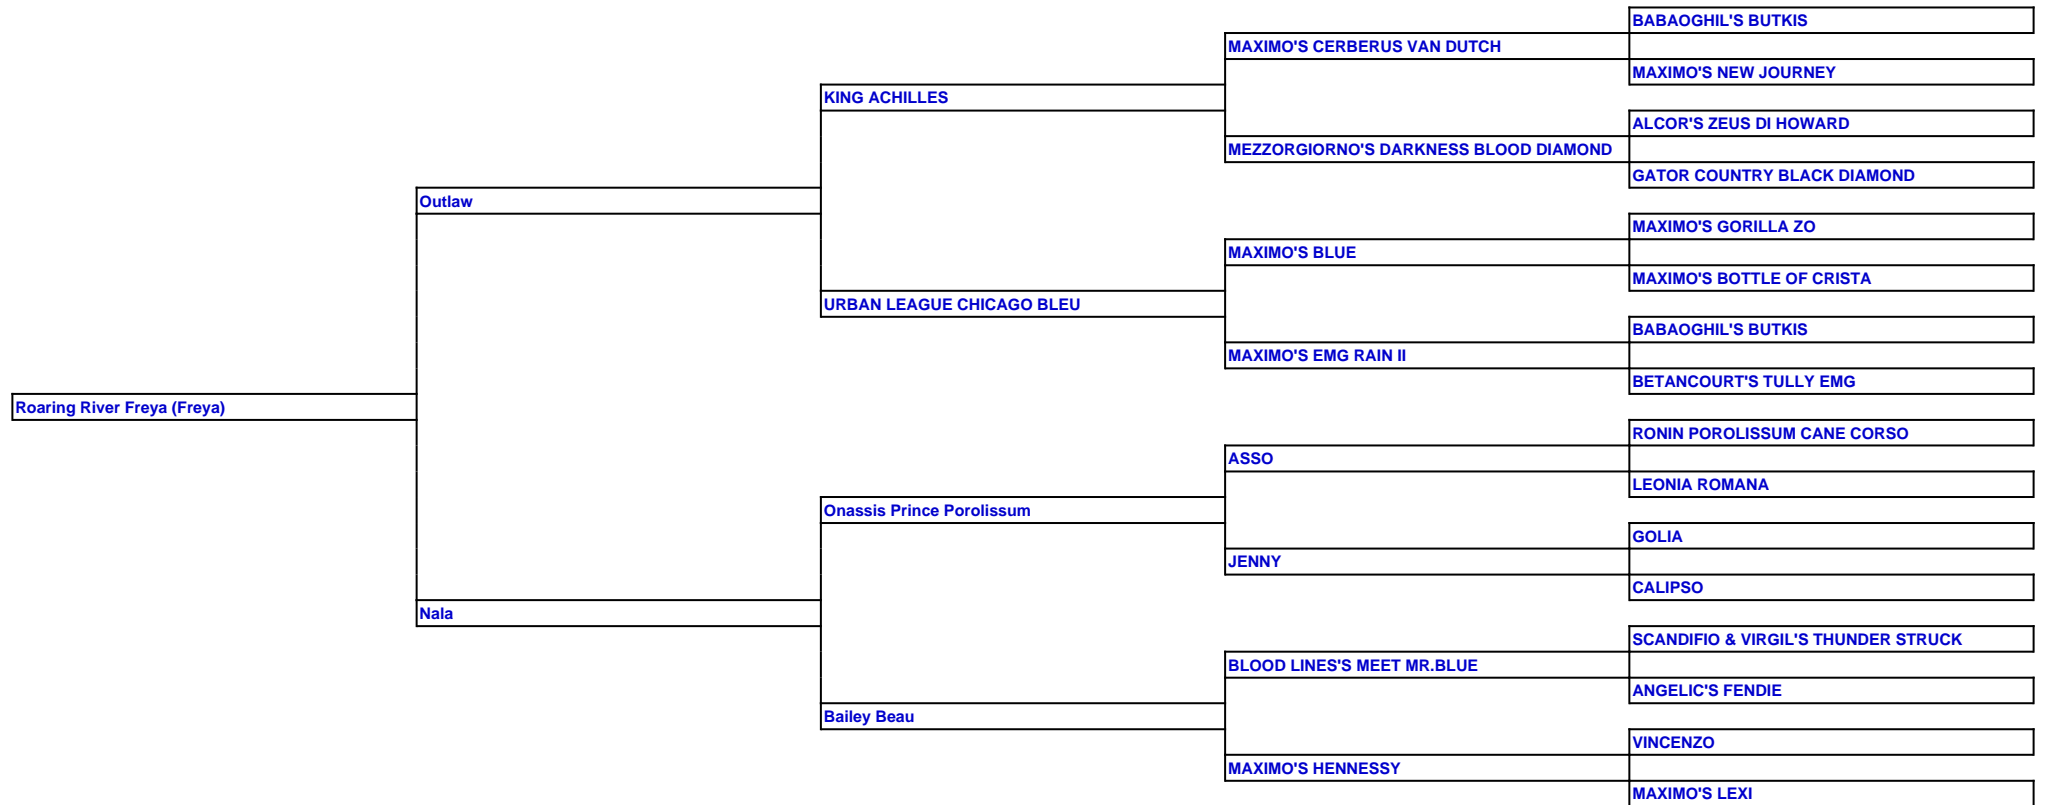 BABAOGHIL'S BUTKIS
MAXIMO'S CERBERUS VAN DUTCH
MAXIMO'S NEW JOURNEY
KING ACHILLES
ALCOR'S ZEUS DI HOWARD
MEZZORGIORNO'S DARKNESS BLOOD DIAMOND
GATOR COUNTRY BLACK DIAMOND
Outlaw
MAXIMO'S GORILLA ZO
MAXIMO'S BLUE
MAXIMO'S BOTTLE OF CRISTA
URBAN LEAGUE CHICAGO BLEU
BABAOGHIL'S BUTKIS
MAXIMO'S EMG RAIN II
BETANCOURT'S TULLY EMG
Roaring River Freya (Freya)
RONIN POROLISSUM CANE CORSO
ASSO
LEONIA ROMANA
Onassis Prince Porolissum
GOLIA
JENNY
CALIPSO
Nala
SCANDIFIO & VIRGIL'S THUNDER STRUCK
BLOOD LINES'S MEET MR.BLUE
ANGELIC'S FENDIE
Bailey Beau
VINCENZO
MAXIMO'S HENNESSY
MAXIMO'S LEXI